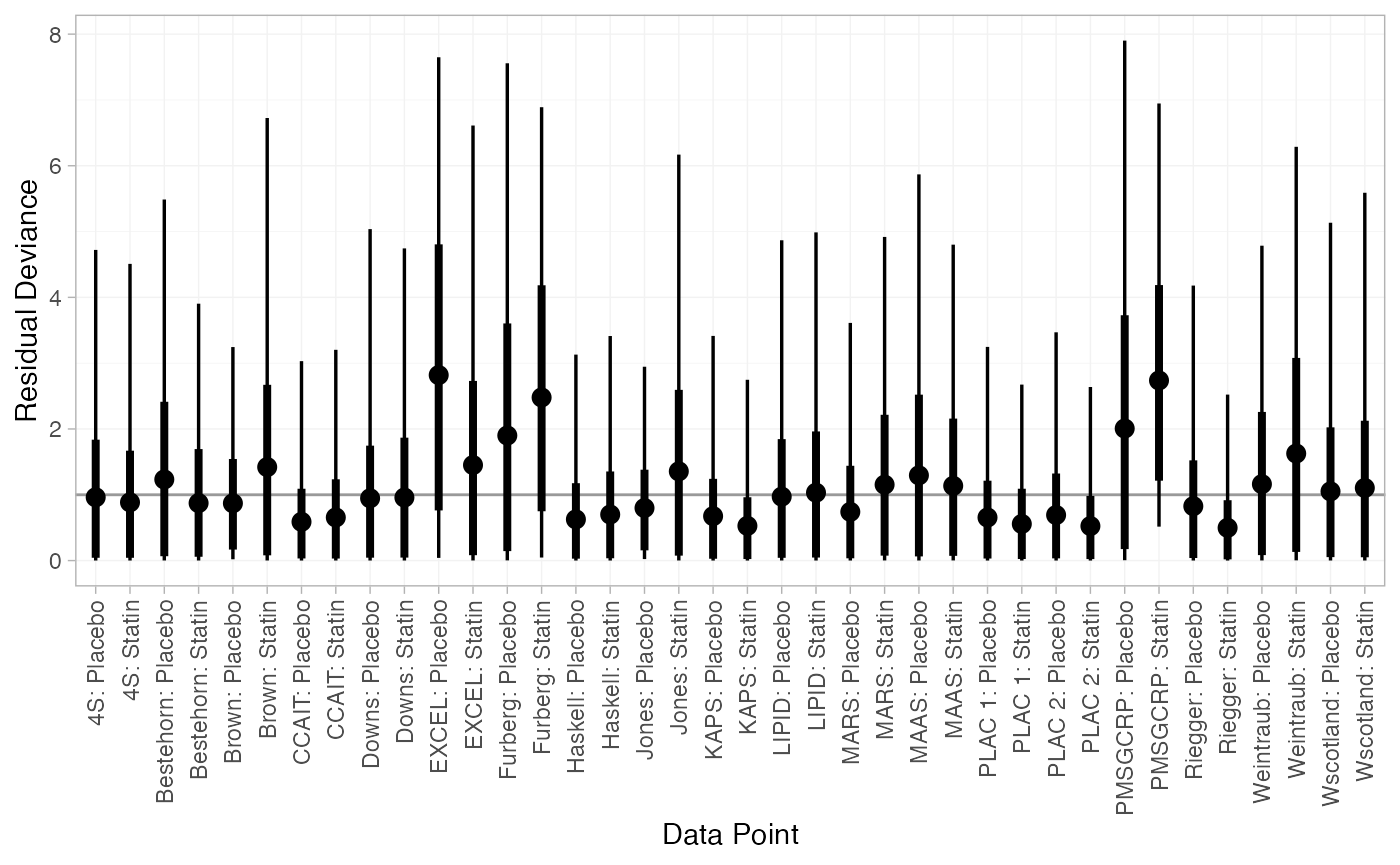 8
6
4
2
0
Residual Deviance
4S: Placebo
4S: Statin
Bestehorn: Placebo
Bestehorn: Statin
Brown: Placebo
Brown: Statin
CCAIT: Placebo
CCAIT: Statin
Downs: Placebo
Downs: Statin
EXCEL: Placebo
EXCEL: Statin
Furberg: Placebo
Furberg: Statin
Haskell: Placebo
Haskell: Statin
Jones: Placebo
Jones: Statin
KAPS: Placebo
KAPS: Statin
LIPID: Placebo
LIPID: Statin
MARS: Placebo
MARS: Statin
MAAS: Placebo
MAAS: Statin
PLAC 1: Placebo
PLAC 1: Statin
PLAC 2: Placebo
PLAC 2: Statin
PMSGCRP: Placebo
PMSGCRP: Statin
Riegger: Placebo
Riegger: Statin
Weintraub: Placebo
Weintraub: Statin
Wscotland: Placebo
Wscotland: Statin
Data Point